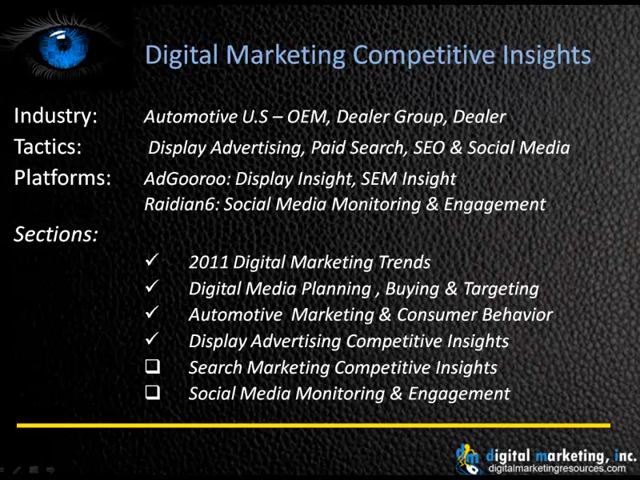 Digital Marketing Competitive Insights
Industry: Automotive U.S – OEM, Dealer Group, Dealer
Tactics: Display Advertising, Paid Search, SEO & Social Media
Platforms: AdGooroo: Display Insight, SEM Insight
Raidian6: Social Media Monitoring & Engagement
Sections:
✓ 2011 Digital Marketing Trends
✓ Digital Media Planning , Buying & Targeting
✓ Automotive Marketing & Consumer Behavior
✓ Display Advertising Competitive Insights
❑ Search Marketing Competitive Insights
❑ Social Media Monitoring & Engagement
digital marketing, inc.
digitalmarketingresources.com